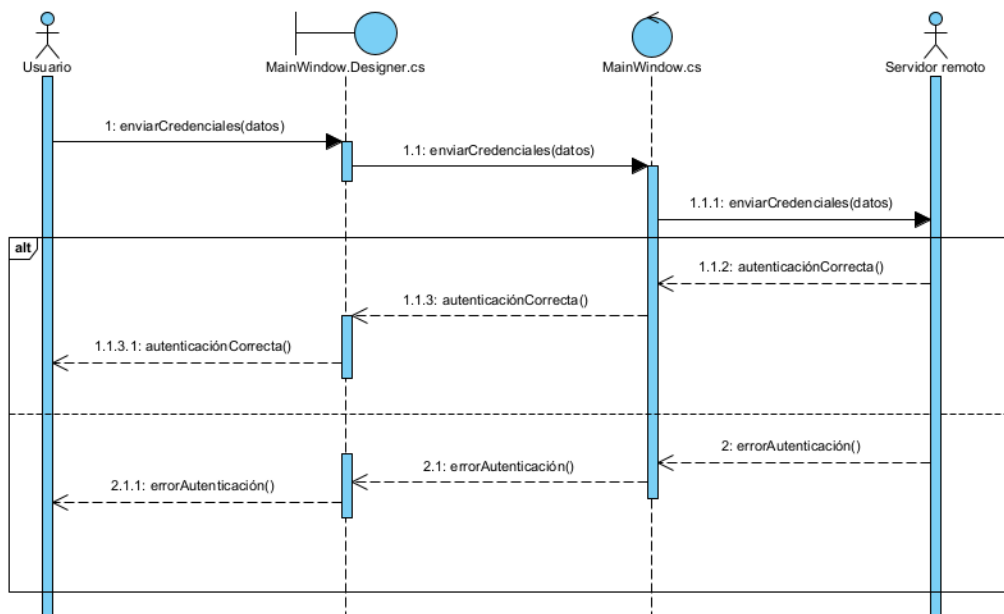 Usuario
MainWindow.Designer.cs
MainWindow.cs
Servidor remoto
1: enviarCredenciales(datos)
1.1: enviarCredenciales(datos)
1.1.1: enviarCredenciales(datos)
alt
1.1.2: autenticaciónCorrecta()
1.1.3: autenticaciónCorrecta()
1.1.3.1: autenticaciónCorrecta()
2: errorAutenticación()
2.1: errorAutenticación()
2.1.1: errorAutenticación()